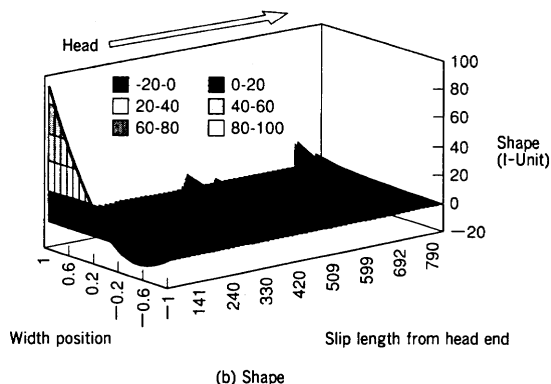 Head
-20-0 0-20
20-40 40-60
60-80 80-100
100
80
60
40
20
0
−20
Shape
(I-Unit)
1 0.6 0.2 −0.2 −0.6 −1
141 240 330 420 509 599 692 790
Width position
Slip length from head end
(b) Shape